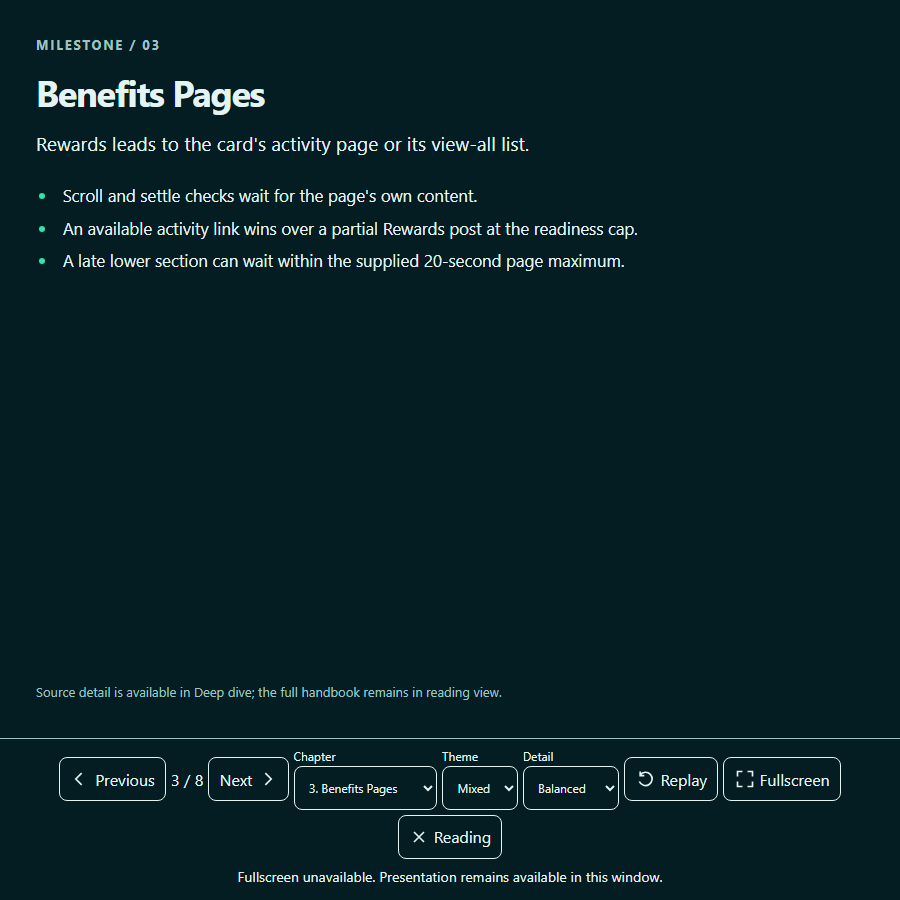 MILESTONE / 03
Benefits Pages
Rewards leads to the card's activity page or its view-all list.
Scroll and settle checks wait for the page's own content.
An available activity link wins over a partial Rewards post at the readiness cap.
A late lower section can wait within the supplied 20-second page maximum.
Source detail is available in Deep dive; the full handbook remains in reading view.
Chapter Theme Detail
Previous 3 / 8 Next 3. Benefits Pages Mixed Balanced Replay Fullscreen
Reading
Fullscreen unavailable. Presentation remains available in this window.